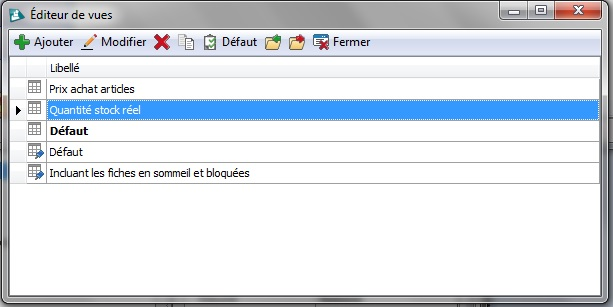 Éditeur de vues
Ajouter Modifier Défaut Fermer
Libellé
Prix achat articles
Quantité stock réel
Défaut
Défaut
Incluant les fiches en sommeil et bloquées